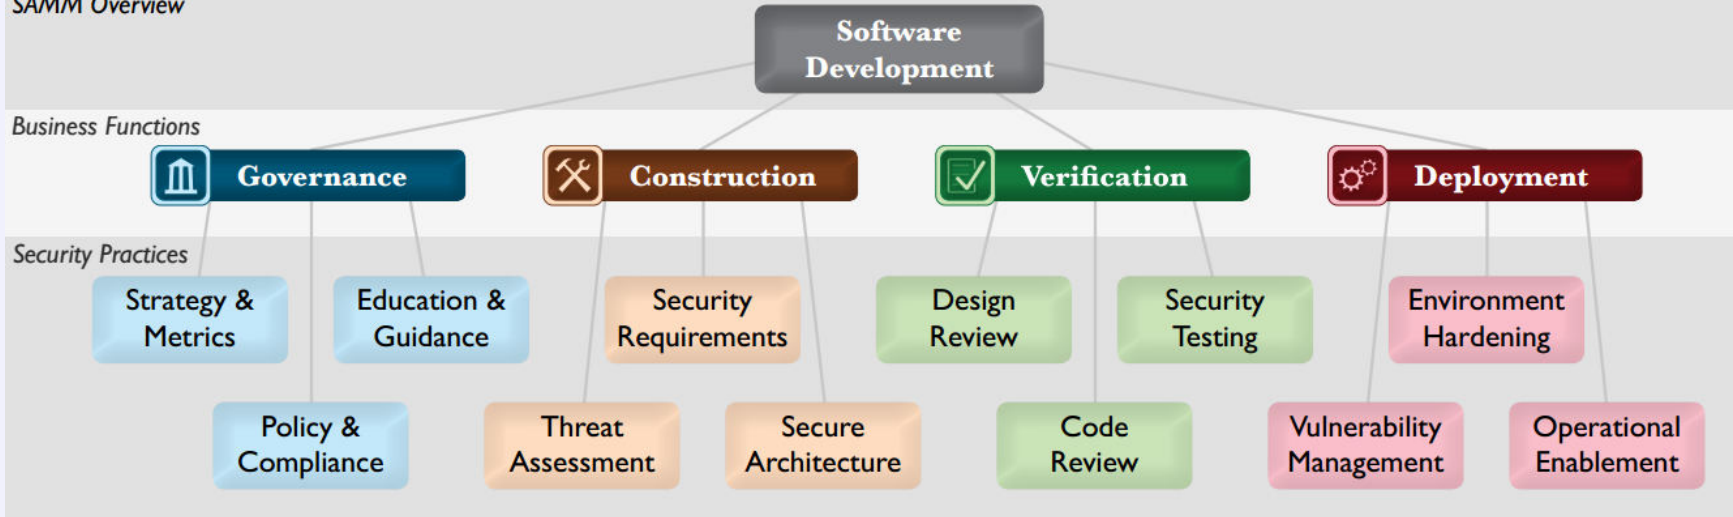 SAMM Overview
Software
Development
Business Functions
Governance
Construction
Verification
Deployment
Security Practices
Strategy &
Metrics
Education &
Guidance
Security
Requirements
Design
Review
Security
Testing
Environment
Hardening
Policy &
Compliance
Threat
Assessment
Secure
Architecture
Code
Review
Vulnerability
Management
Operational
Enablement